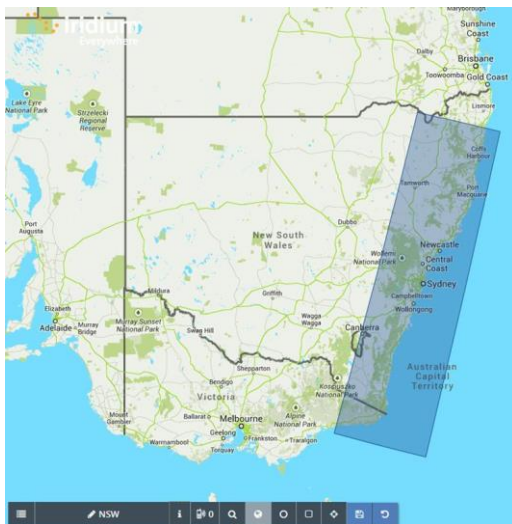 Maryborough
Iridium
Everywhere
Sunshine
Coast
Dalby
Brisbane
Toowoomba
Gold Coast
Lismore
Lake Eyre
National Park
Strzelecki
Regional
Reserve
Coffs
Harbour
Tamworth
Port
Macquarie
Port
Augusta
Dubbo
New South
Wales
Wollemi
National Park
Newcastle
Central
Coast
Sydney
Mildura
Griffith
Campbelltown
Wollongong
Elizabeth
Adelaide
Murray
Bridge
Murray Sunset
National Park
Swan Hill
Wagga
Wagga
Canberra
Shepparton
Australian
Capital
Territory
Bendigo
Kosciuszko
National Park
Victoria
Mount
Gambier
Ballarat
Melbourne
Alpine
National Park
Geelong
Frankston
Traralgon
Warrnambool
Torquay
NSW
i
0